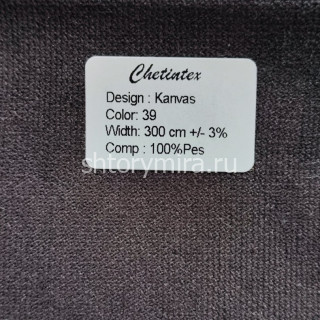 Chetintex
Design : Kanvas
Color: 39
Width: 300 cm +/- 3%
Comp : 100%Pes
shtorymira.ru